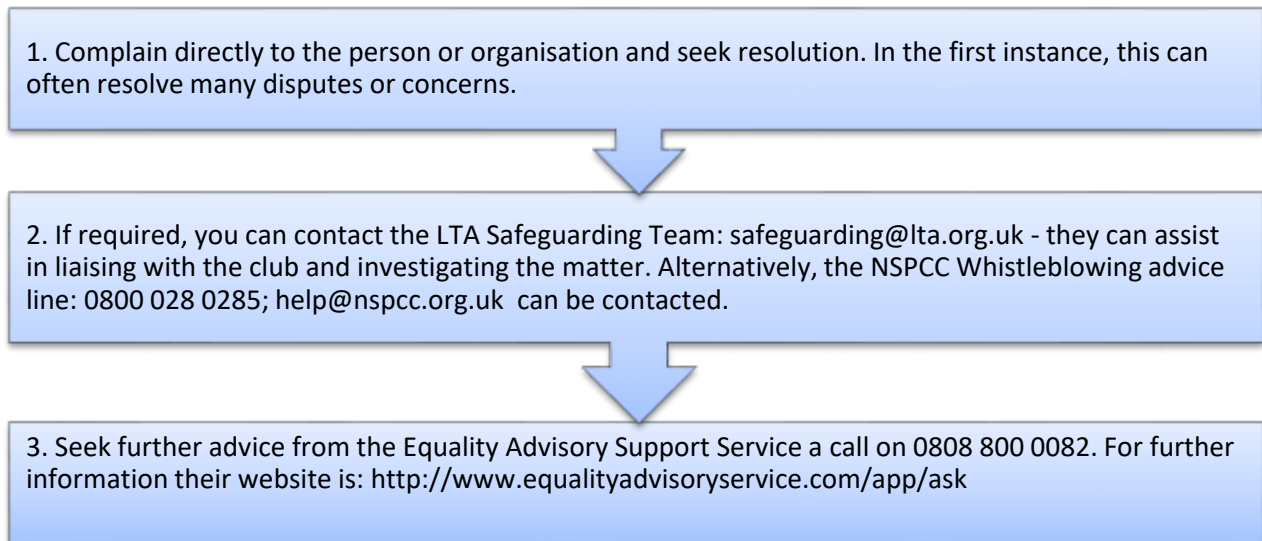 1. Complain directly to the person or organisation and seek resolution. In the first instance, this can
often resolve many disputes or concerns.
2. If required, you can contact the LTA Safeguarding Team: safeguarding@lta.org.uk - they can assist
in liaising with the club and investigating the matter. Alternatively, the NSPCC Whistleblowing advice
line: 0800 028 0285; help@nspcc.org.uk can be contacted.
3. Seek further advice from the Equality Advisory Support Service a call on 0808 800 0082. For further
information their website is: http://www.equalityadvisoryservice.com/app/ask